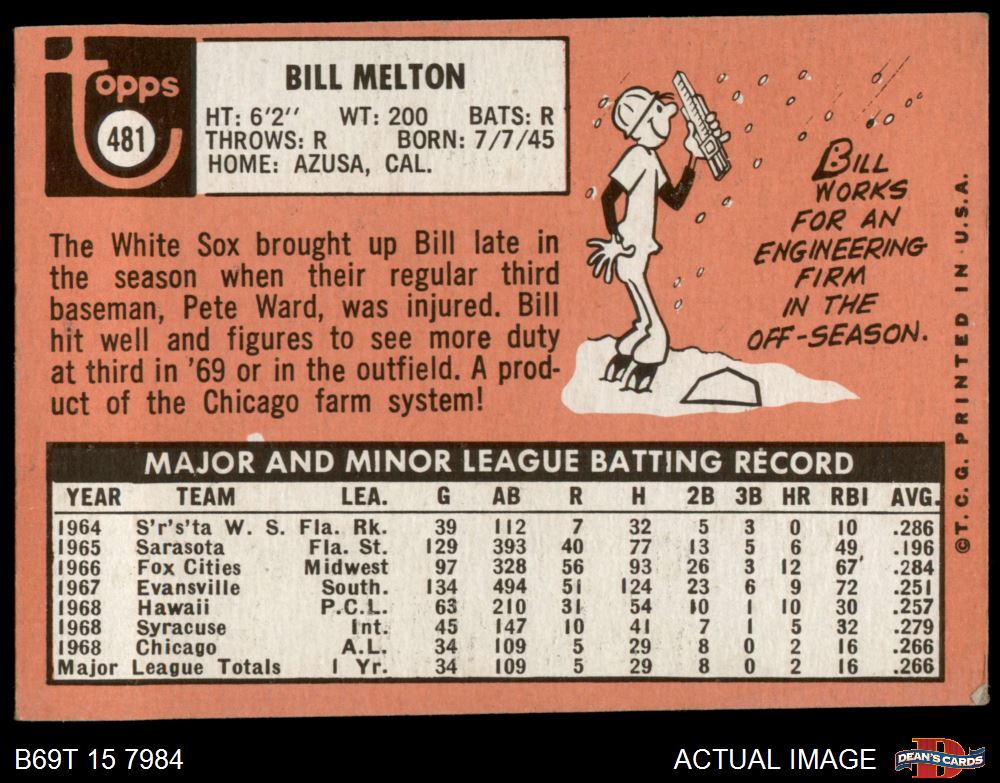 topps
481
BILL MELTON
HT: 6'2" WT: 200 BATS: R
THROWS: R BORN: 7/7/45
HOME: AZUSA, CAL.
The White Sox brought up Bill late in
the season when their regular third
baseman, Pete Ward, was injured. Bill
hit well and figures to see more duty
at third in '69 or in the outfield. A prod-
uct of the Chicago farm system!
BILL
WORKS
FOR AN
ENGINEERING
FIRM
IN THE
OFF-SEASON.
©T.C.G. PRINTED IN U.S.A.
MAJOR AND MINOR LEAGUE BATTING RECORD
YEAR TEAM LEA. G AB R H 2B 3B HR RBI AVG.
1964 S'r's'ta W. S. Fla. Rk. 39 112 7 32 5 3 0 10 .286
1965 Sarasota Fla. St. 129 393 40 77 13 5 6 49 .196
1966 Fox Cities Midwest 97 328 56 93 26 3 12 67 .284
1967 Evansville South. 134 494 51 124 23 6 9 72 .251
1968 Hawaii P.C.L. 63 210 31 54 10 1 10 30 .257
1968 Syracuse Int. 45 147 10 41 7 1 5 32 .279
1968 Chicago A.L. 34 109 5 29 8 0 2 16 .266
Major League Totals 1 Yr. 34 109 5 29 8 0 2 16 .266
B69T 15 7984
ACTUAL IMAGE
DEAN'S CARDS